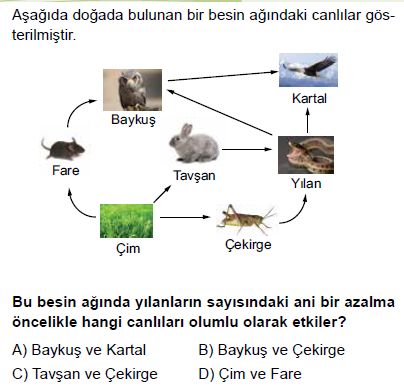 Aşağıda doğada bulunan bir besin ağındaki canlılar gös-
terilmiştir.
Baykuş
Kartal
Fare
Tavşan
Yılan
Çim
Çekirge
Bu besin ağında yılanların sayısındaki ani bir azalma
öncelikle hangi canlıları olumlu olarak etkiler?
A) Baykuş ve Kartal B) Baykuş ve Çekirge
C) Tavşan ve Çekirge D) Çim ve Fare